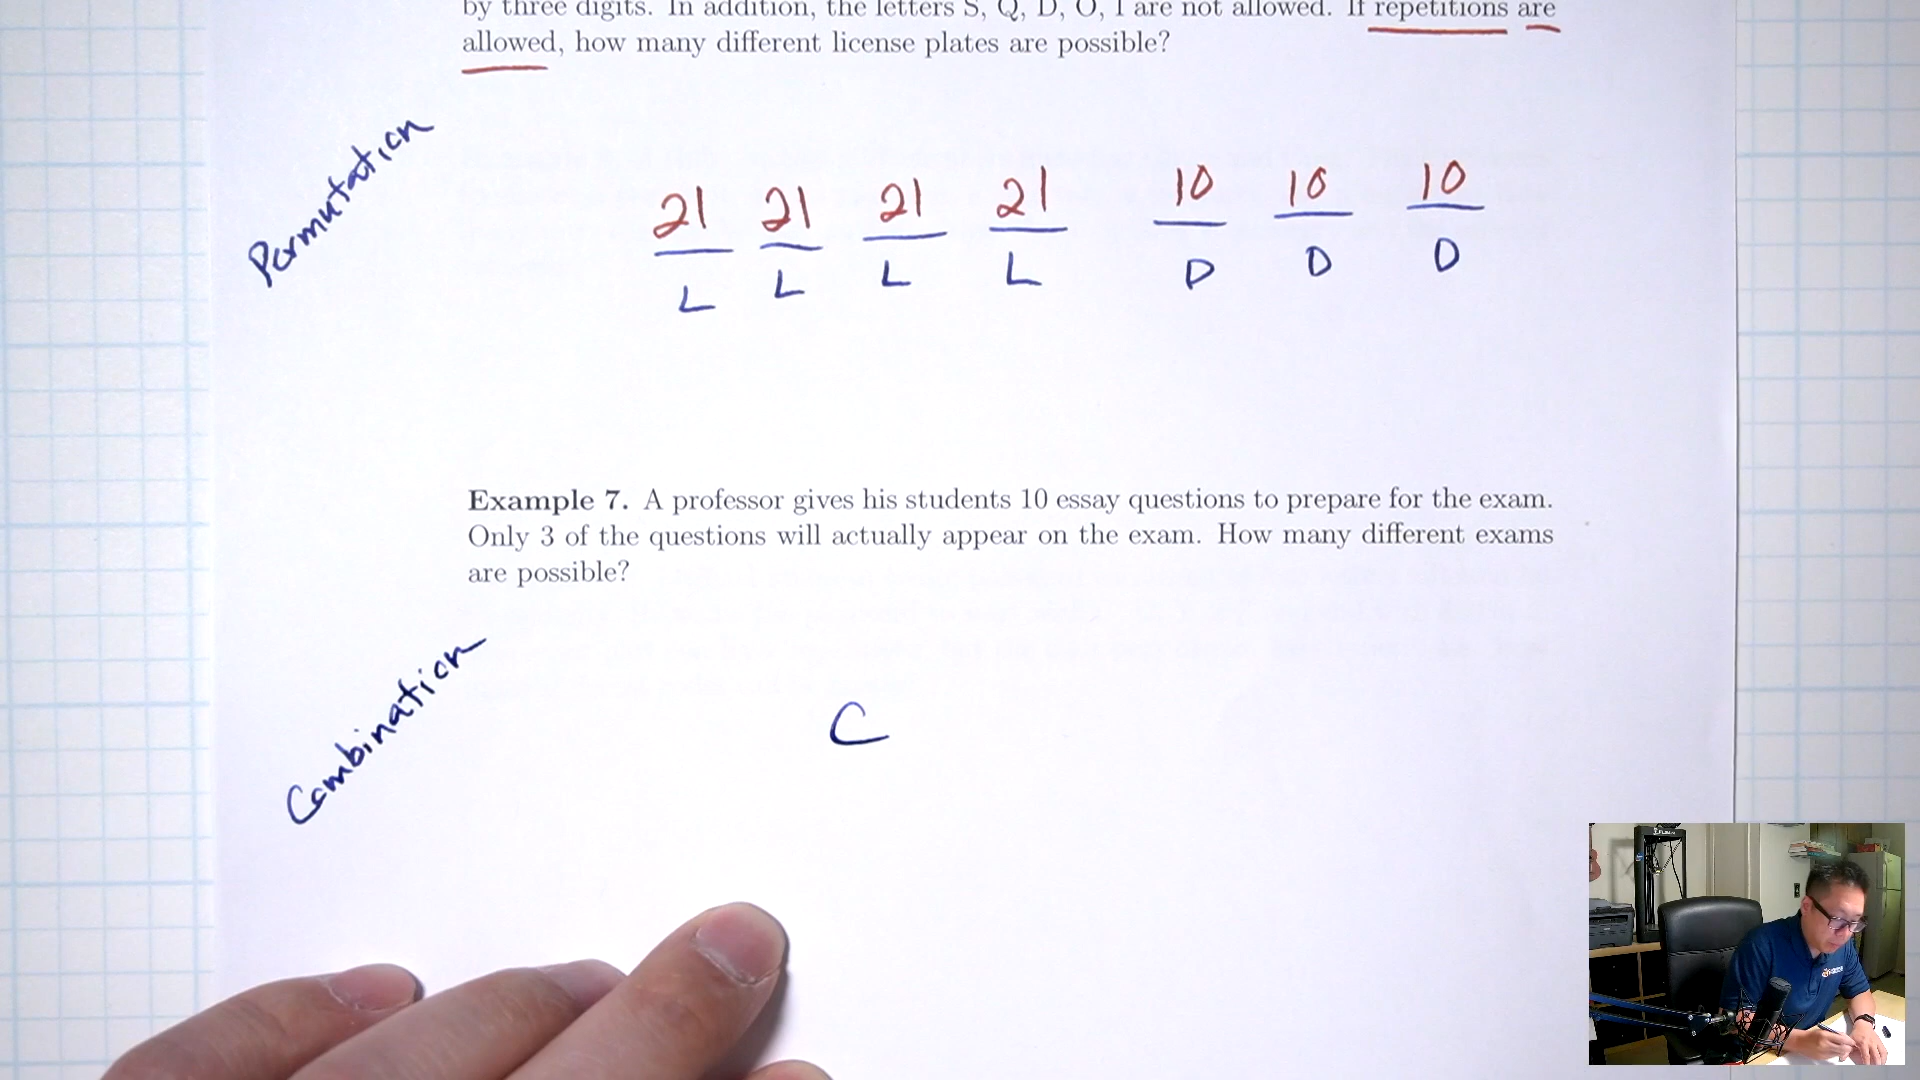 by three digits. In addition, the letters S, Q, D, O, I are not allowed. If repetitions are
allowed, how many different license plates are possible?
Permutation
21 21 21 21 10 10 10
L L L L D D D
Example 7. A professor gives his students 10 essay questions to prepare for the exam.
Only 3 of the questions will actually appear on the exam. How many different exams
are possible?
Combination
C